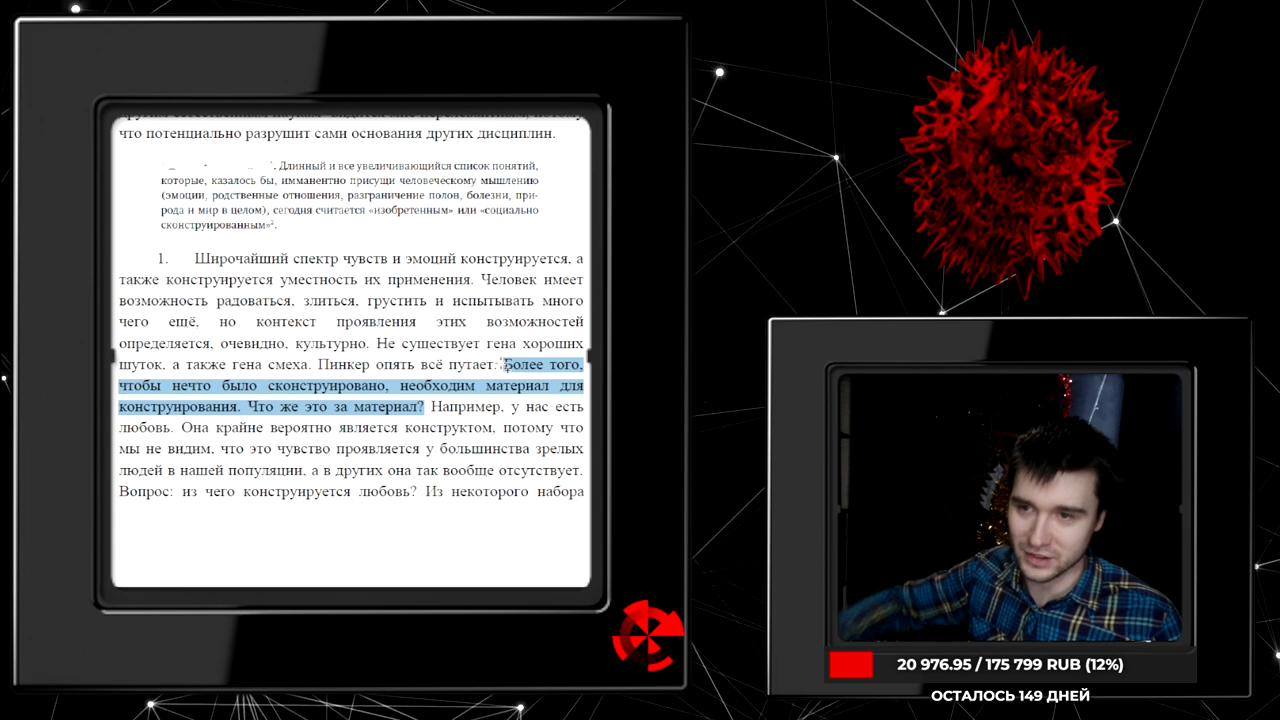 что потенциально разрушит сами основания других дисциплин.
. Длинный и все увеличивающийся список понятий,
которые, казалось бы, имманентно присущи человеческому мышлению
(эмоции, родственные отношения, разграничение полов, болезни, при-
рода и мир в целом), сегодня считается «изобретенным» или «социально
сконструированным»².
1. Широчайший спектр чувств и эмоций конструируется, а
также конструируется уместность их применения. Человек имеет
возможность радоваться, злиться, грустить и испытывать много
чего ещё, но контекст проявления этих возможностей
определяется, очевидно, культурно. Не существует гена хороших
шуток, а также гена смеха. Пинкер опять всё путает. Более того,
чтобы нечто было сконструировано, необходим материал для
конструирования. Что же это за материал? Например, у нас есть
любовь. Она крайне вероятно является конструктом, потому что
мы не видим, что это чувство проявляется у большинства зрелых
людей в нашей популяции, а в других она так вообще отсутствует.
Вопрос: из чего конструируется любовь? Из некоторого набора
20 976.95 / 175 799 RUB (12%)
ОСТАЛОСЬ 149 ДНЕЙ